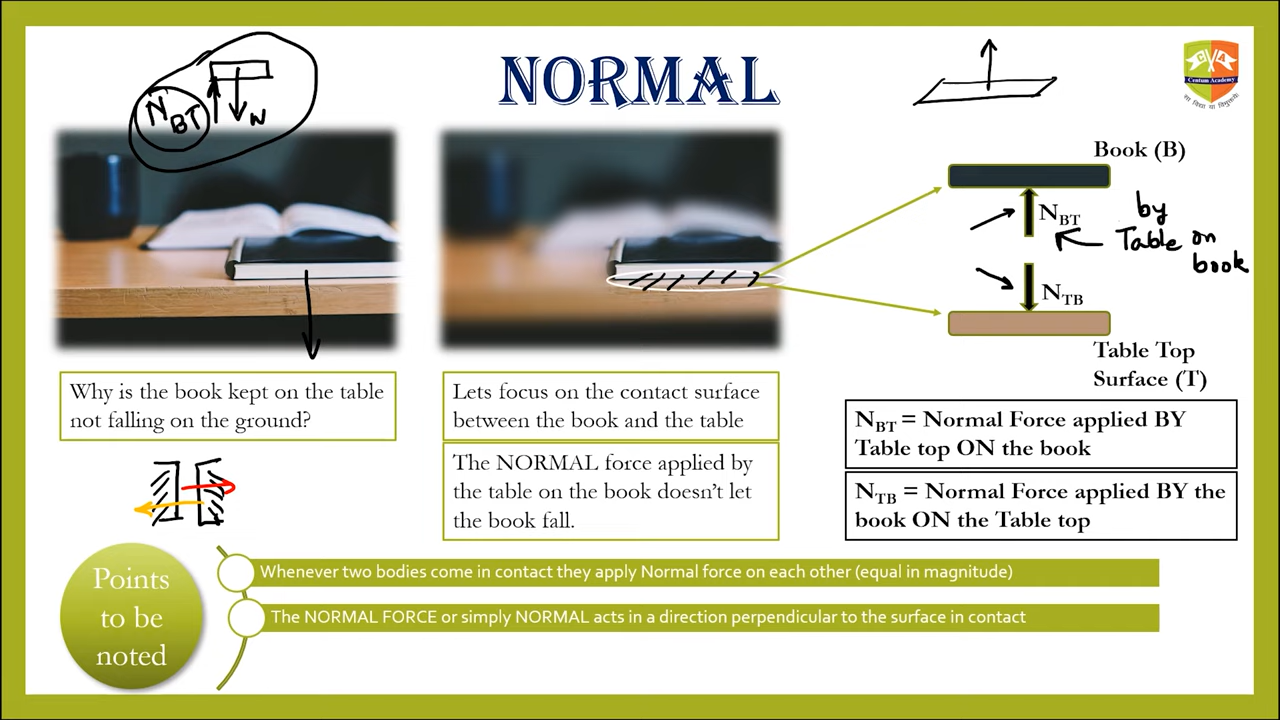 NORMAL
N BT
N
Centum Academy
Book (B)
NBT
by
Table on
book
NTB
Table Top
Surface (T)
Why is the book kept on the table
not falling on the ground?
Lets focus on the contact surface
between the book and the table
The NORMAL force applied by
the table on the book doesn't let
the book fall.
NBT = Normal Force applied BY
Table top ON the book
NTB = Normal Force applied BY the
book ON the Table top
Points
to be
noted
Whenever two bodies come in contact they apply Normal force on each other (equal in magnitude)
The NORMAL FORCE or simply NORMAL acts in a direction perpendicular to the surface in contact